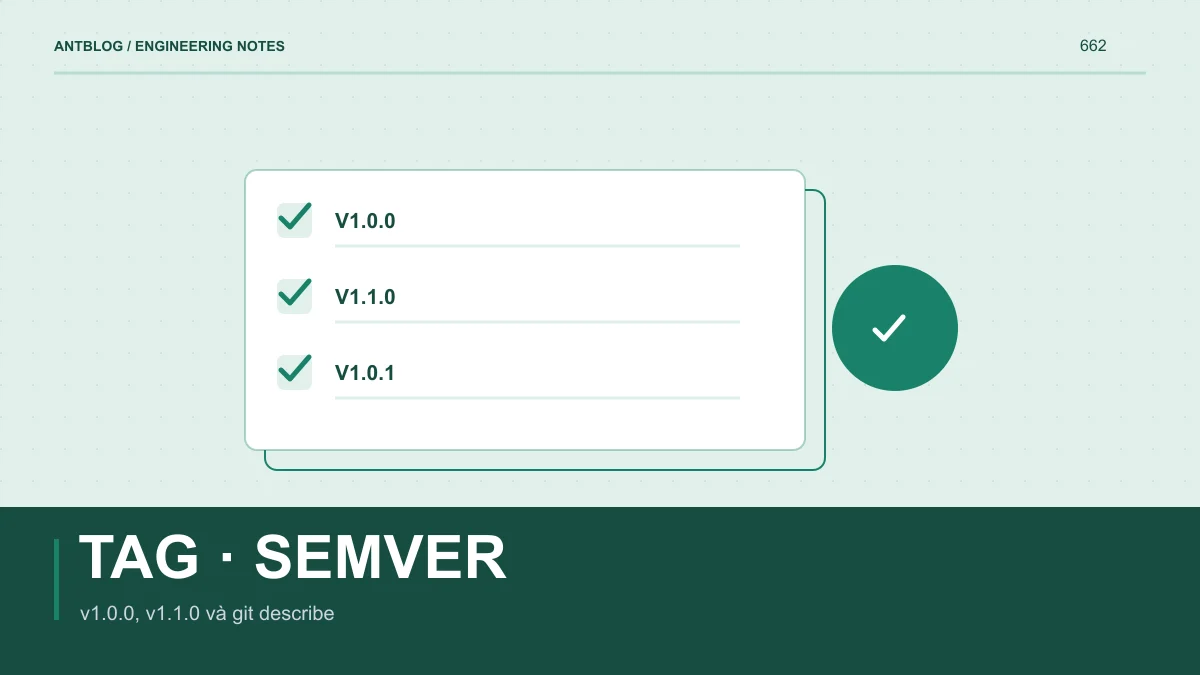 ANTBLOG / ENGINEERING NOTES
662
V1.0.0
V1.1.0
V1.0.1
TAG · SEMVER
v1.0.0, v1.1.0 và git describe